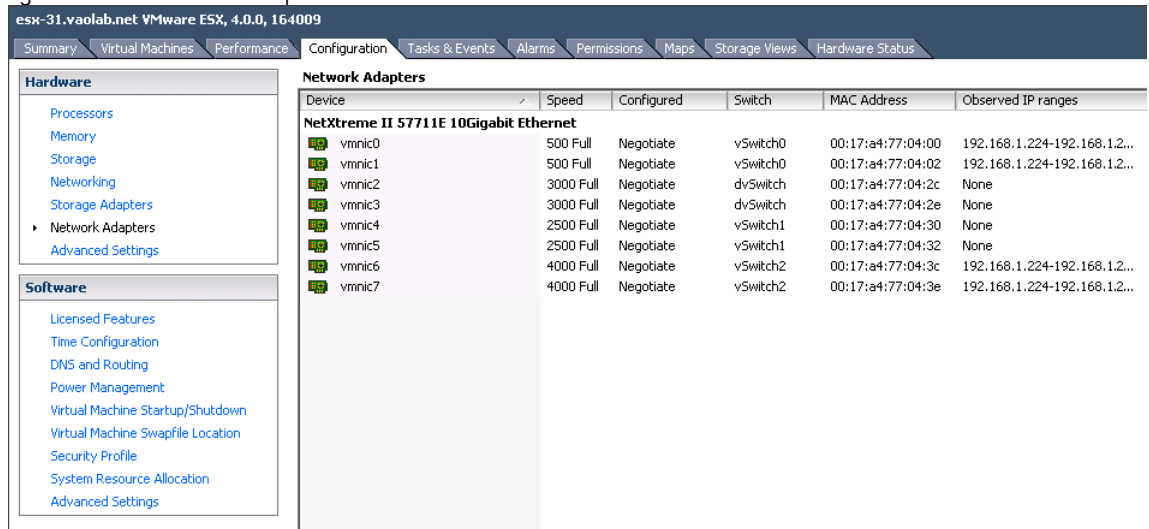 esx-31.vaolab.net VMware ESX, 4.0.0, 164009
Summary Virtual Machines Performance Configuration Tasks & Events Alarms Permissions Maps Storage Views Hardware Status
Hardware
Processors
Memory
Storage
Networking
Storage Adapters
Network Adapters
Advanced Settings
Software
Licensed Features
Time Configuration
DNS and Routing
Power Management
Virtual Machine Startup/Shutdown
Virtual Machine Swapfile Location
Security Profile
System Resource Allocation
Advanced Settings
Network Adapters
Device Speed Configured Switch MAC Address Observed IP ranges
NetXtreme II 57711E 10Gigabit Ethernet
vmnic0 500 Full Negotiate vSwitch0 00:17:a4:77:04:00 192.168.1.224-192.168.1.2...
vmnic1 500 Full Negotiate vSwitch0 00:17:a4:77:04:02 192.168.1.224-192.168.1.2...
vmnic2 3000 Full Negotiate dvSwitch 00:17:a4:77:04:2c None
vmnic3 3000 Full Negotiate dvSwitch 00:17:a4:77:04:2e None
vmnic4 2500 Full Negotiate vSwitch1 00:17:a4:77:04:30 None
vmnic5 2500 Full Negotiate vSwitch1 00:17:a4:77:04:32 None
vmnic6 4000 Full Negotiate vSwitch2 00:17:a4:77:04:3c 192.168.1.224-192.168.1.2...
vmnic7 4000 Full Negotiate vSwitch2 00:17:a4:77:04:3e 192.168.1.224-192.168.1.2...